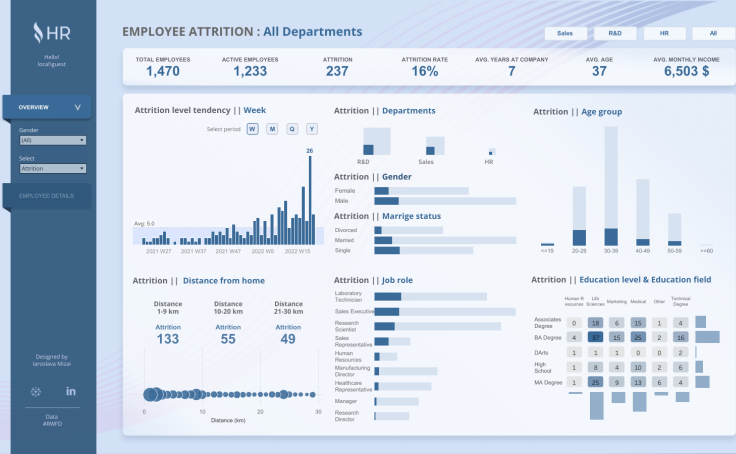 HR
Hello!
local\guest
OVERVIEW
Gender
(All)
Select
Attrition
EMPLOYEE DETAILS
Designed by
Iaroslava Mizai
in
Data
#RWFD
EMPLOYEE ATTRITION : All Departments
Sales
R&D
HR
All
TOTAL EMPLOYEES
1,470
ACTIVE EMPLOYEES
1,233
ATTRITION
237
ATTRITION RATE
16%
AVG. YEARS AT COMPANY
7
AVG. AGE
37
AVG. MONTHLY INCOME
6,503 $
Attrition level tendency || Week
Select period W M Q Y
26
Avg. 5.0
2021 W27 2021 W37 2021 W47 2022 W5 2022 W15
Attrition || Departments
R&D Sales HR
Attrition || Gender
Female
Male
Attrition || Marrige status
Divorced
Married
Single
Attrition || Age group
<=19 20-29 30-39 40-49 50-59 >=60
Attrition || Distance from home
Distance
1-9 km
Attrition
133
Distance
10-20 km
Attrition
55
Distance
21-30 km
Attrition
49
0 10 20 30
Distance (km)
Attrition || Job role
Laboratory
Technician
Sales Executive
Research
Scientist
Sales
Representative
Human
Resources
Manufacturing
Director
Healthcare
Representative
Manager
Research
Director
Attrition || Education level & Education field
Human R
esources
Life
Sciences
Marketing
Medical
Other
Technical
Degree
Associates
Degree
0 18 6 15 1 4
BA Degree
4 37 15 25 2 16
DArts
1 1 1 0 0 2
High
School
1 8 4 10 2 6
MA Degree
1 25 9 13 6 4